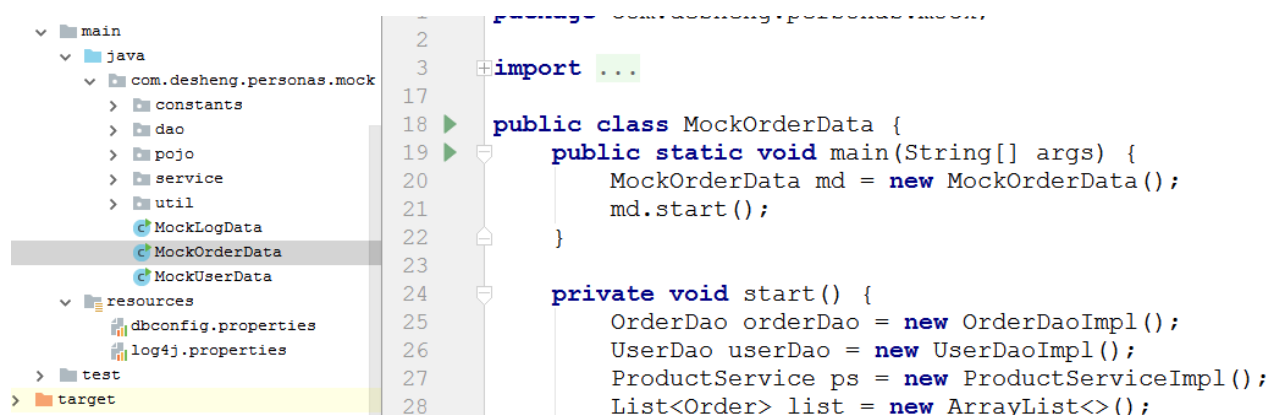 main
java
com.desheng.personas.mock
constants
dao
pojo
service
util
MockLogData
MockOrderData
MockUserData
resources
dbconfig.properties
log4j.properties
test
target
2
3 import ...
17
18 public class MockOrderData {
19 public static void main(String[] args) {
20 MockOrderData md = new MockOrderData();
21 md.start();
22 }
23
24 private void start() {
25 OrderDao orderDao = new OrderDaoImpl();
26 UserDao userDao = new UserDaoImpl();
27 ProductService ps = new ProductServiceImpl();
28 List<Order> list = new ArrayList<>();